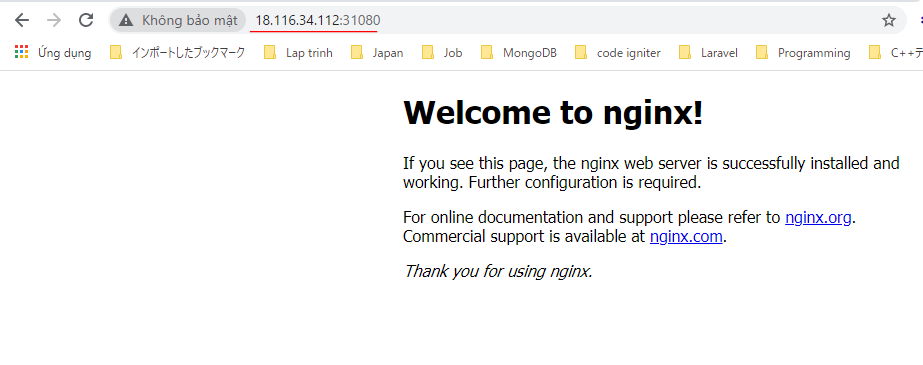 Không bảo mật 18.116.34.112:31080
Ứng dụng インポートしたブックマーク Lap trinh Japan Job MongoDB code igniter Laravel Programming C++テ
Welcome to nginx!
If you see this page, the nginx web server is successfully installed and
working. Further configuration is required.
For online documentation and support please refer to nginx.org.
Commercial support is available at nginx.com.
Thank you for using nginx.